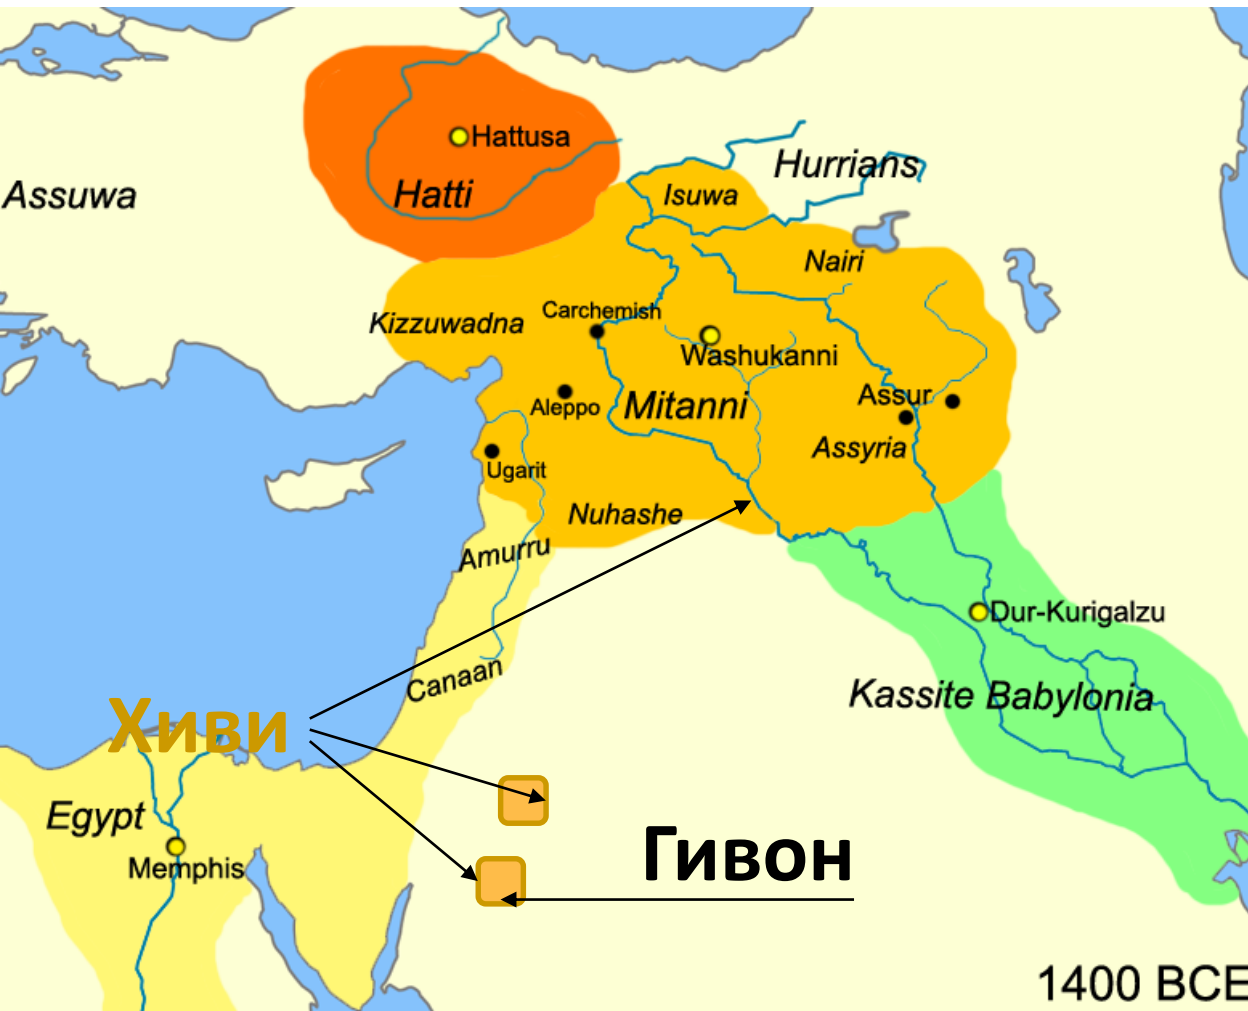 Hattusa
Hurrians
Assuwa
Hatti
Isuwa
Nairi
Carchemish
Kizzuwadna
Washukanni
Aleppo
Mitanni
Assur
Assyria
Ugarit
Nuhashe
Amurru
Dur-Kurigalzu
Canaan
Kassite Babylonia
Хиви
Egypt
Гивон
Memphis
1400 BCE